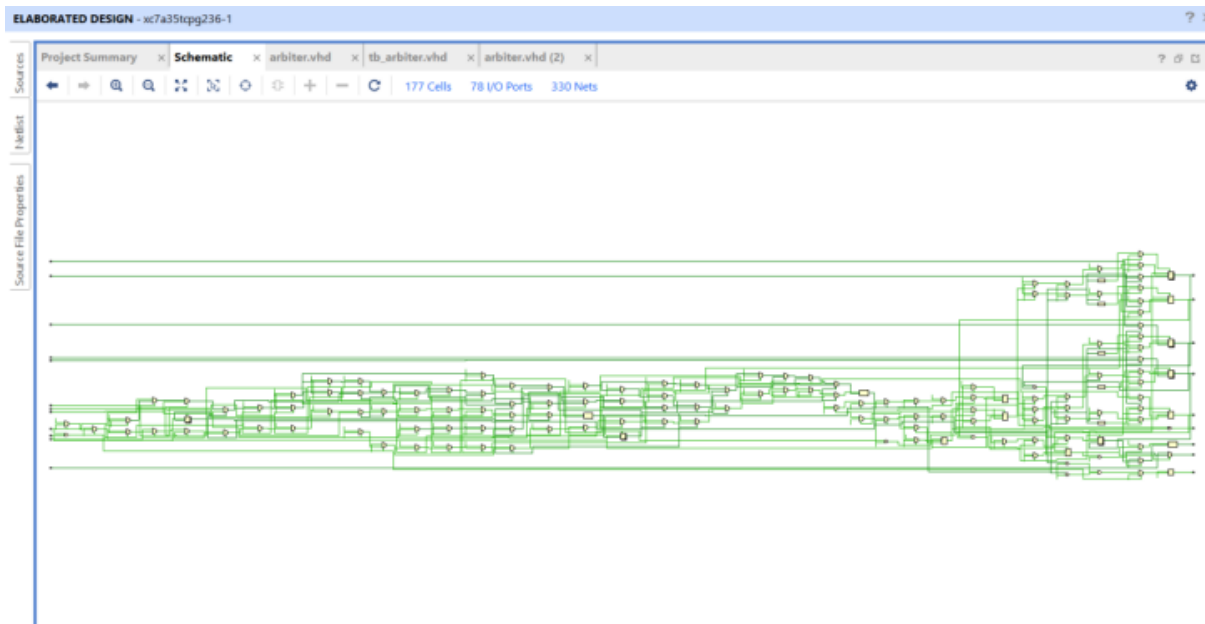 ELABORATED DESIGN - xc7a35tcpg236-1
?
Project Summary × Schematic × arbiter.vhd × tb_arbiter.vhd × arbiter.vhd (2) ×
?
177 Cells 78 I/O Ports 330 Nets
Sources
Netlist
Source File Properties